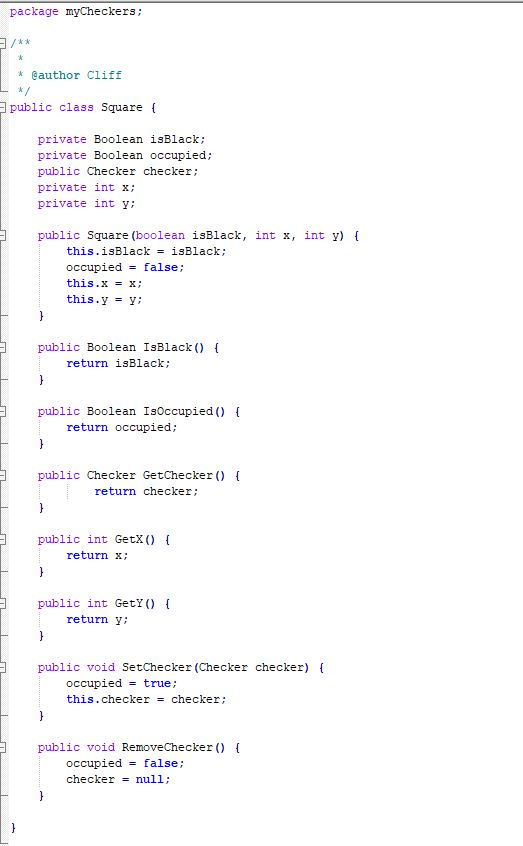 package myCheckers;
/**
*
* @author Cliff
*/
public class Square {
private Boolean isBlack;
private Boolean occupied;
public Checker checker;
private int x;
private int y;
public Square(boolean isBlack, int x, int y) {
this.isBlack = isBlack;
occupied = false;
this.x = x;
this.y = y;
}
public Boolean IsBlack() {
return isBlack;
}
public Boolean IsOccupied() {
return occupied;
}
public Checker GetChecker() {
return checker;
}
public int GetX() {
return x;
}
public int GetY() {
return y;
}
public void SetChecker(Checker checker) {
occupied = true;
this.checker = checker;
}
public void RemoveChecker() {
occupied = false;
checker = null;
}
}